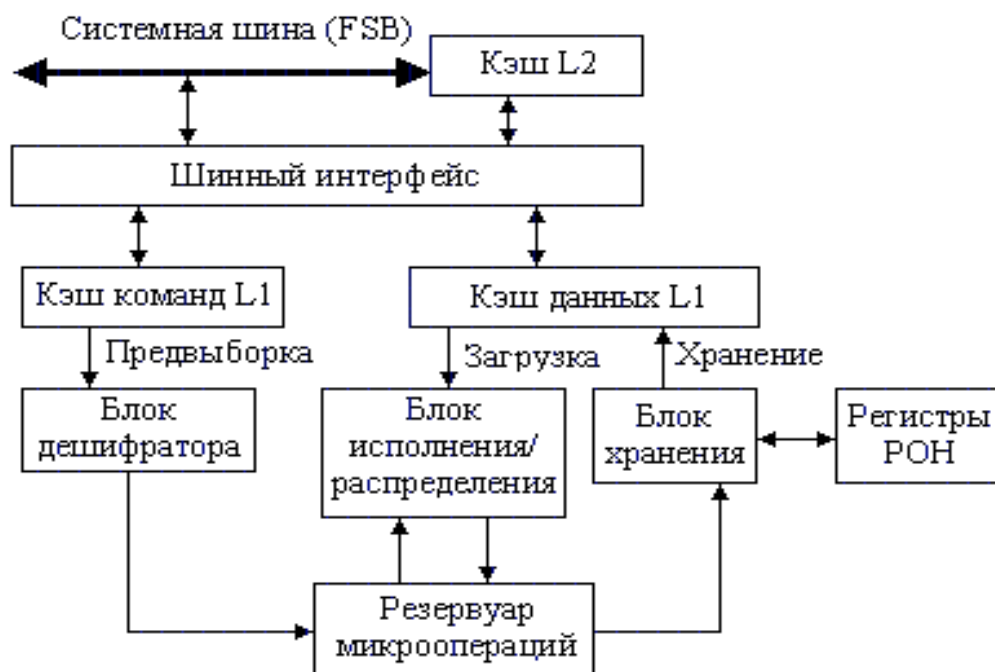 Системная шина (FSB)
Кэш L2
Шинный интерфейс
Кэш команд L1
Кэш данных L1
Предвыборка
Загрузка
Хранение
Блок
дешифратора
Блок
исполнения/
распределения
Блок
хранения
Регистры
РОН
Резервуар
микроопераций